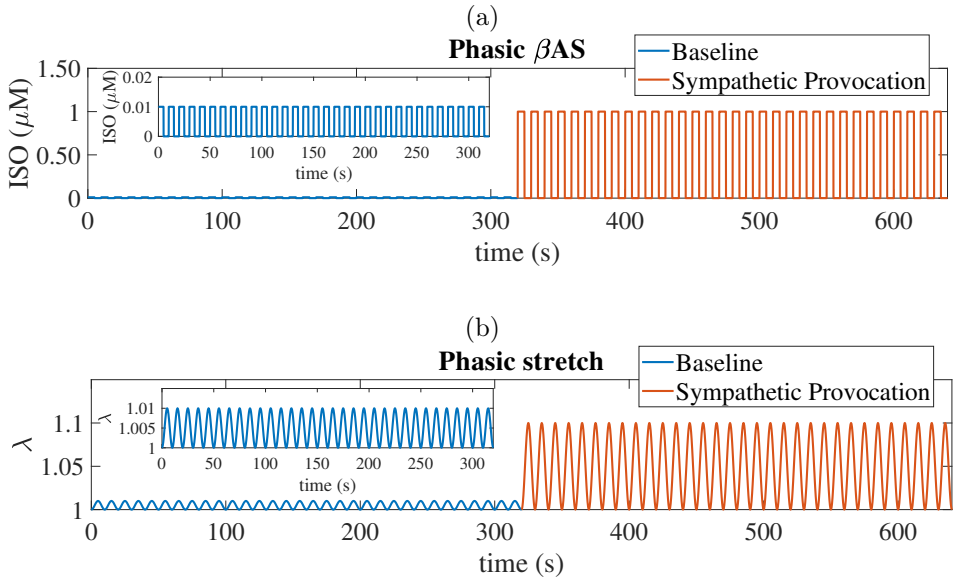 (a)
Phasic βAS
Baseline
Sympathetic Provocation
ISO (μM)
1.50
1
0.50
0
0 100 200 300 400 500 600
time (s)
ISO (μM)
0.02
0.01
0
0 50 100 150 200 250 300
time (s)
(b)
Phasic stretch
Baseline
Sympathetic Provocation
λ
1.1
1.05
1
0 100 200 300 400 500 600
time (s)
λ
1.01
1.005
1
0 50 100 150 200 250 300
time (s)